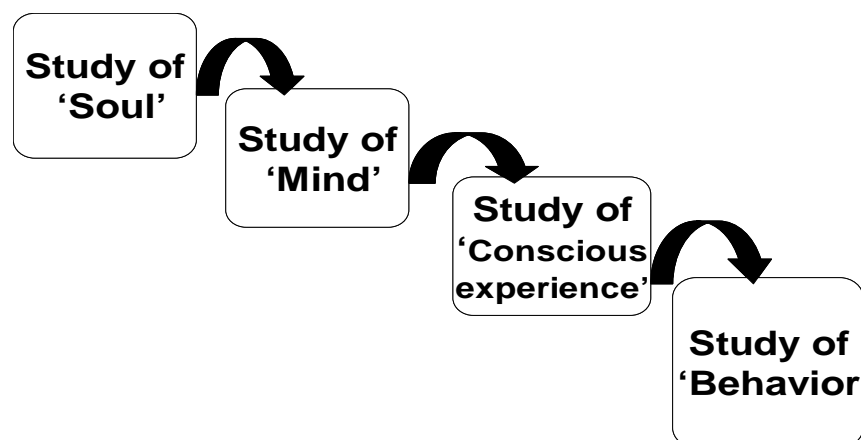 Study of
‘Soul’
Study of
‘Mind’
Study of
‘Conscious
experience’
Study of
‘Behavior